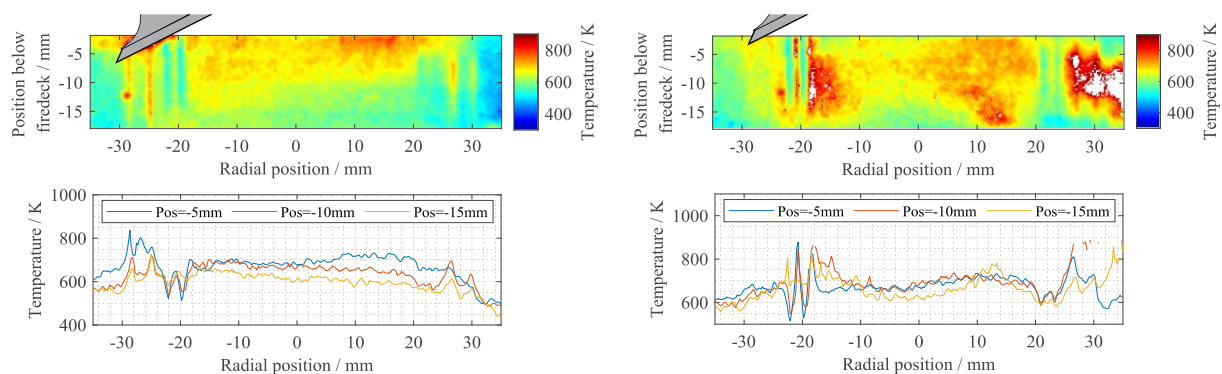 Position below
firedeck / mm
-5
-10
-15
-30 -20 -10 0 10 20 30
Radial position / mm
800
600
400
Temperature / K
Position below
firedeck / mm
-5
-10
-15
-30 -20 -10 0 10 20 30
Radial position / mm
800
600
400
Temperature / K
Temperature / K
1000
800
600
400
Pos=-5mm Pos=-10mm Pos=-15mm
-30 -20 -10 0 10 20 30
Radial position / mm
Temperature / K
1000
800
600
Pos=-5mm Pos=-10mm Pos=-15mm
-30 -20 -10 0 10 20 30
Radial position / mm